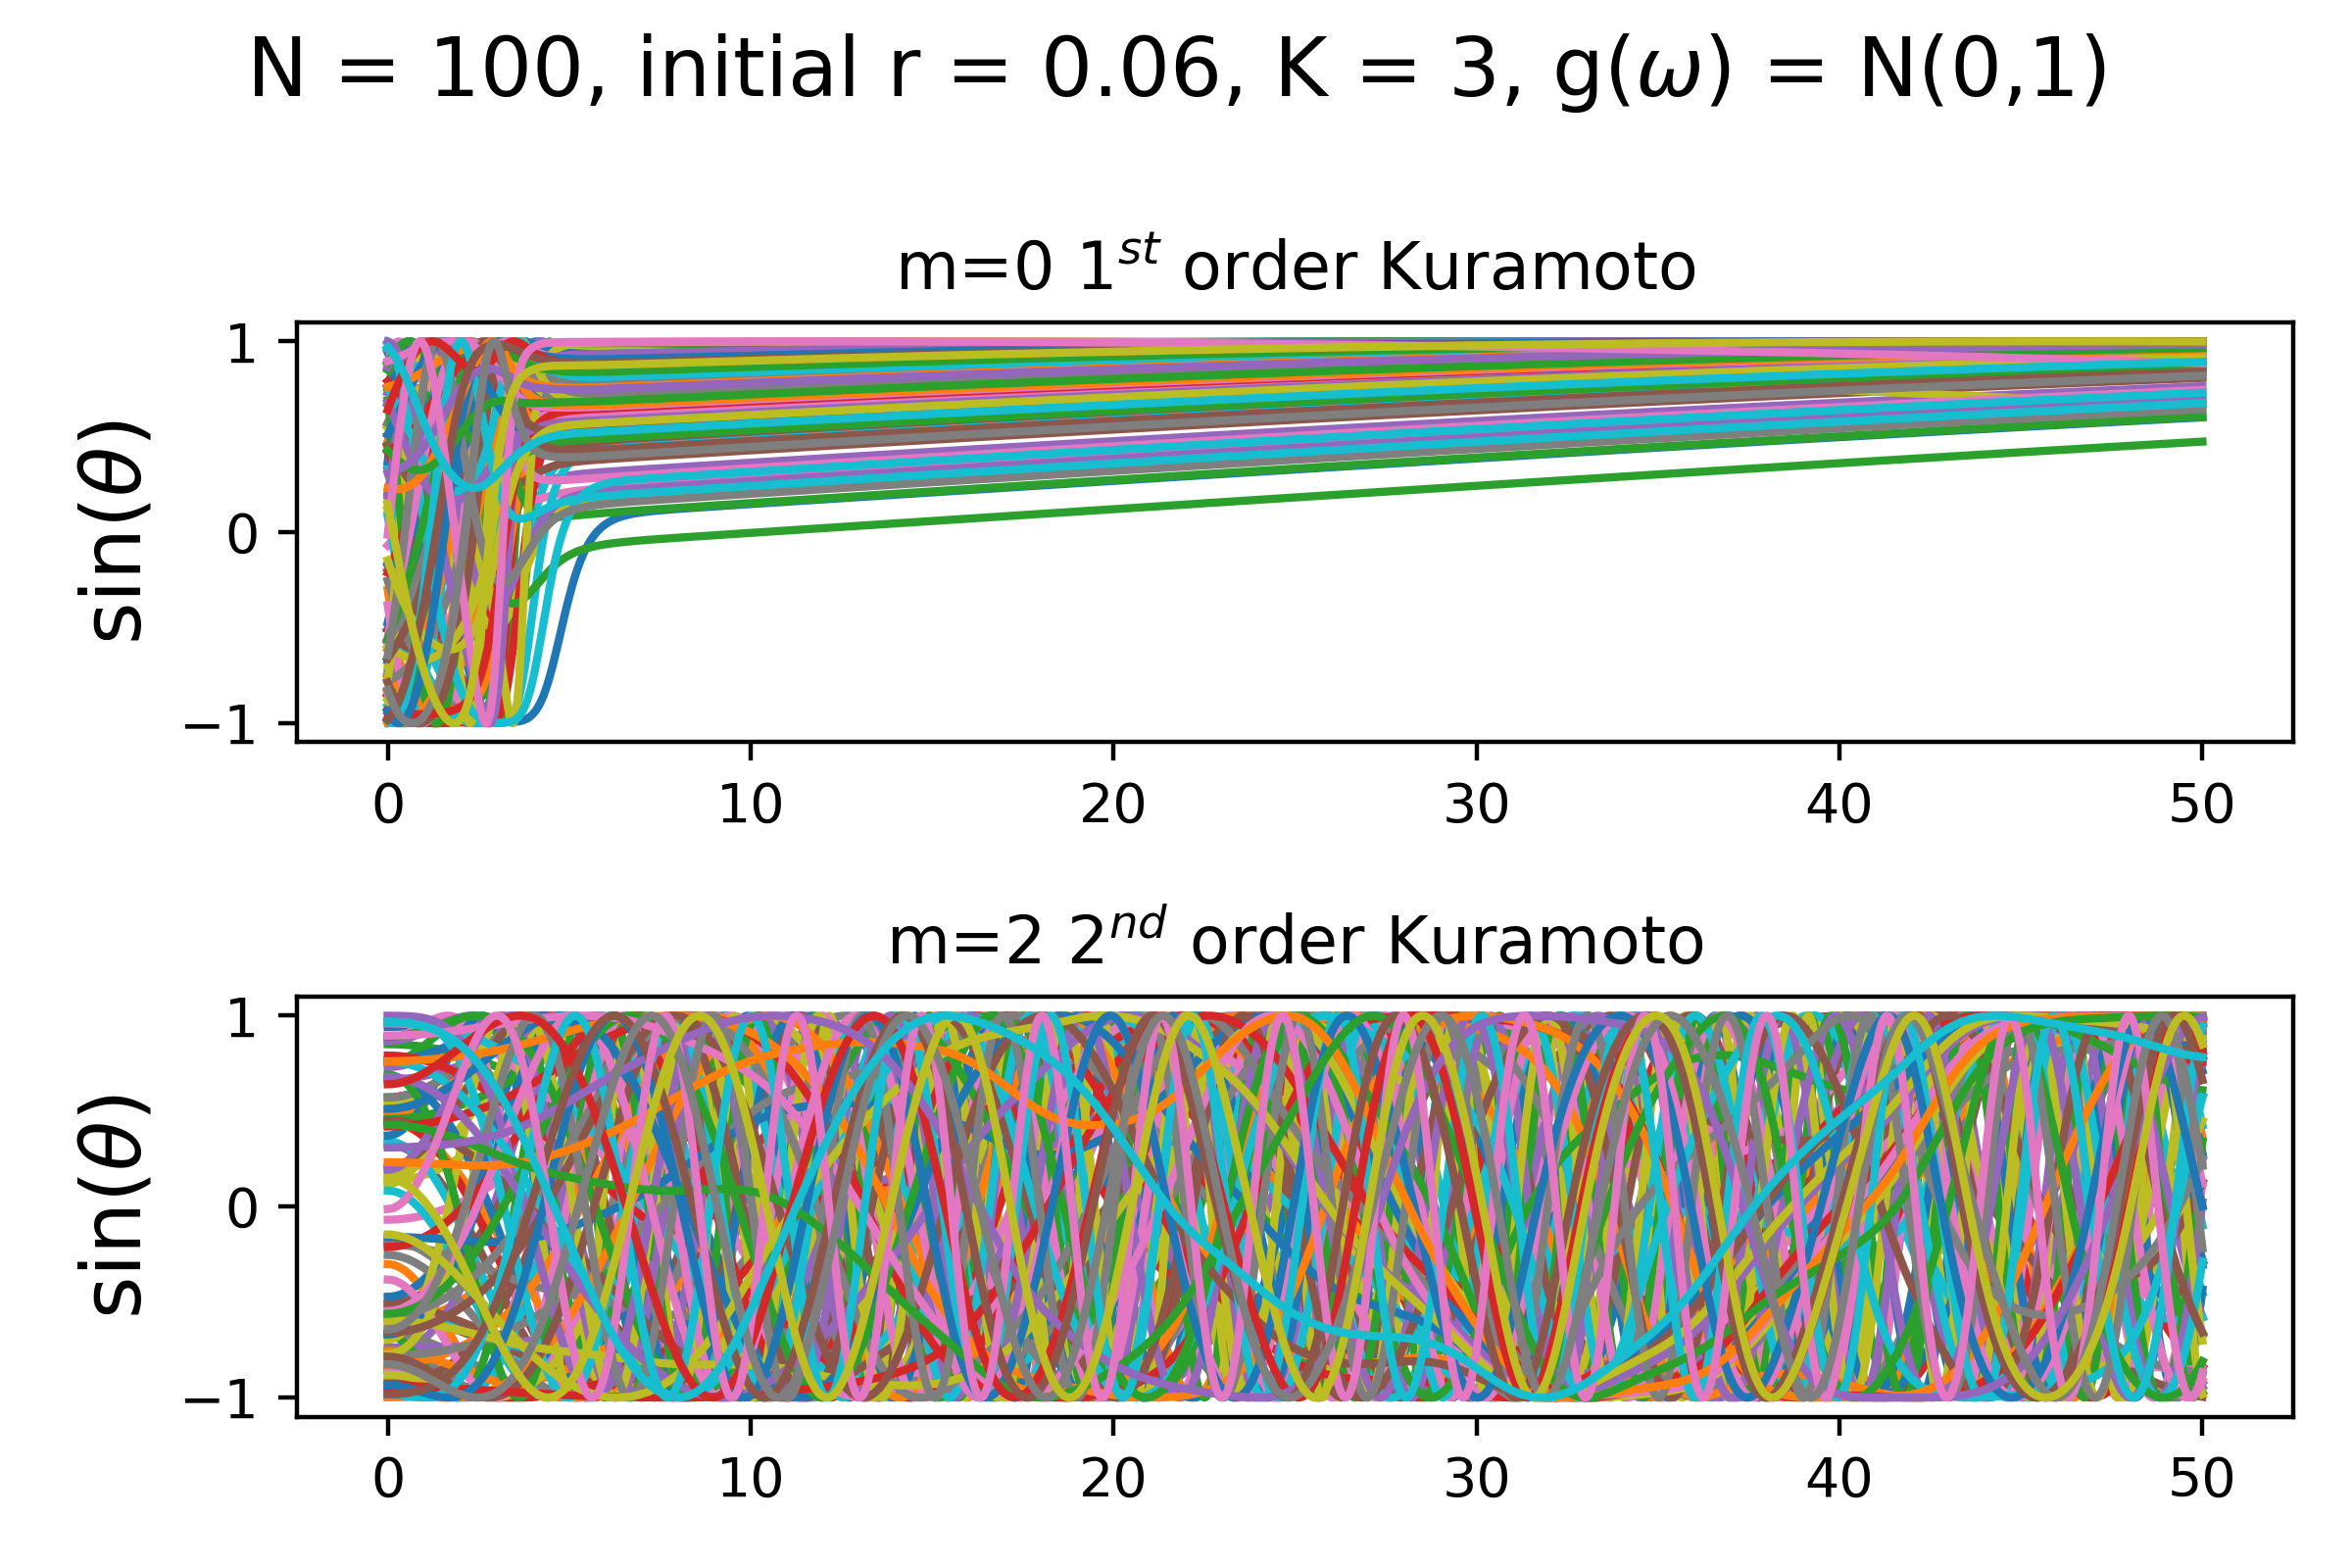 N = 100, initial r = 0.06, K = 3, g(ω) = N(0,1)
m=0 1st order Kuramoto
sin(θ)
1
0
−1
0 10 20 30 40 50
m=2 2nd order Kuramoto
sin(θ)
1
0
−1
0 10 20 30 40 50